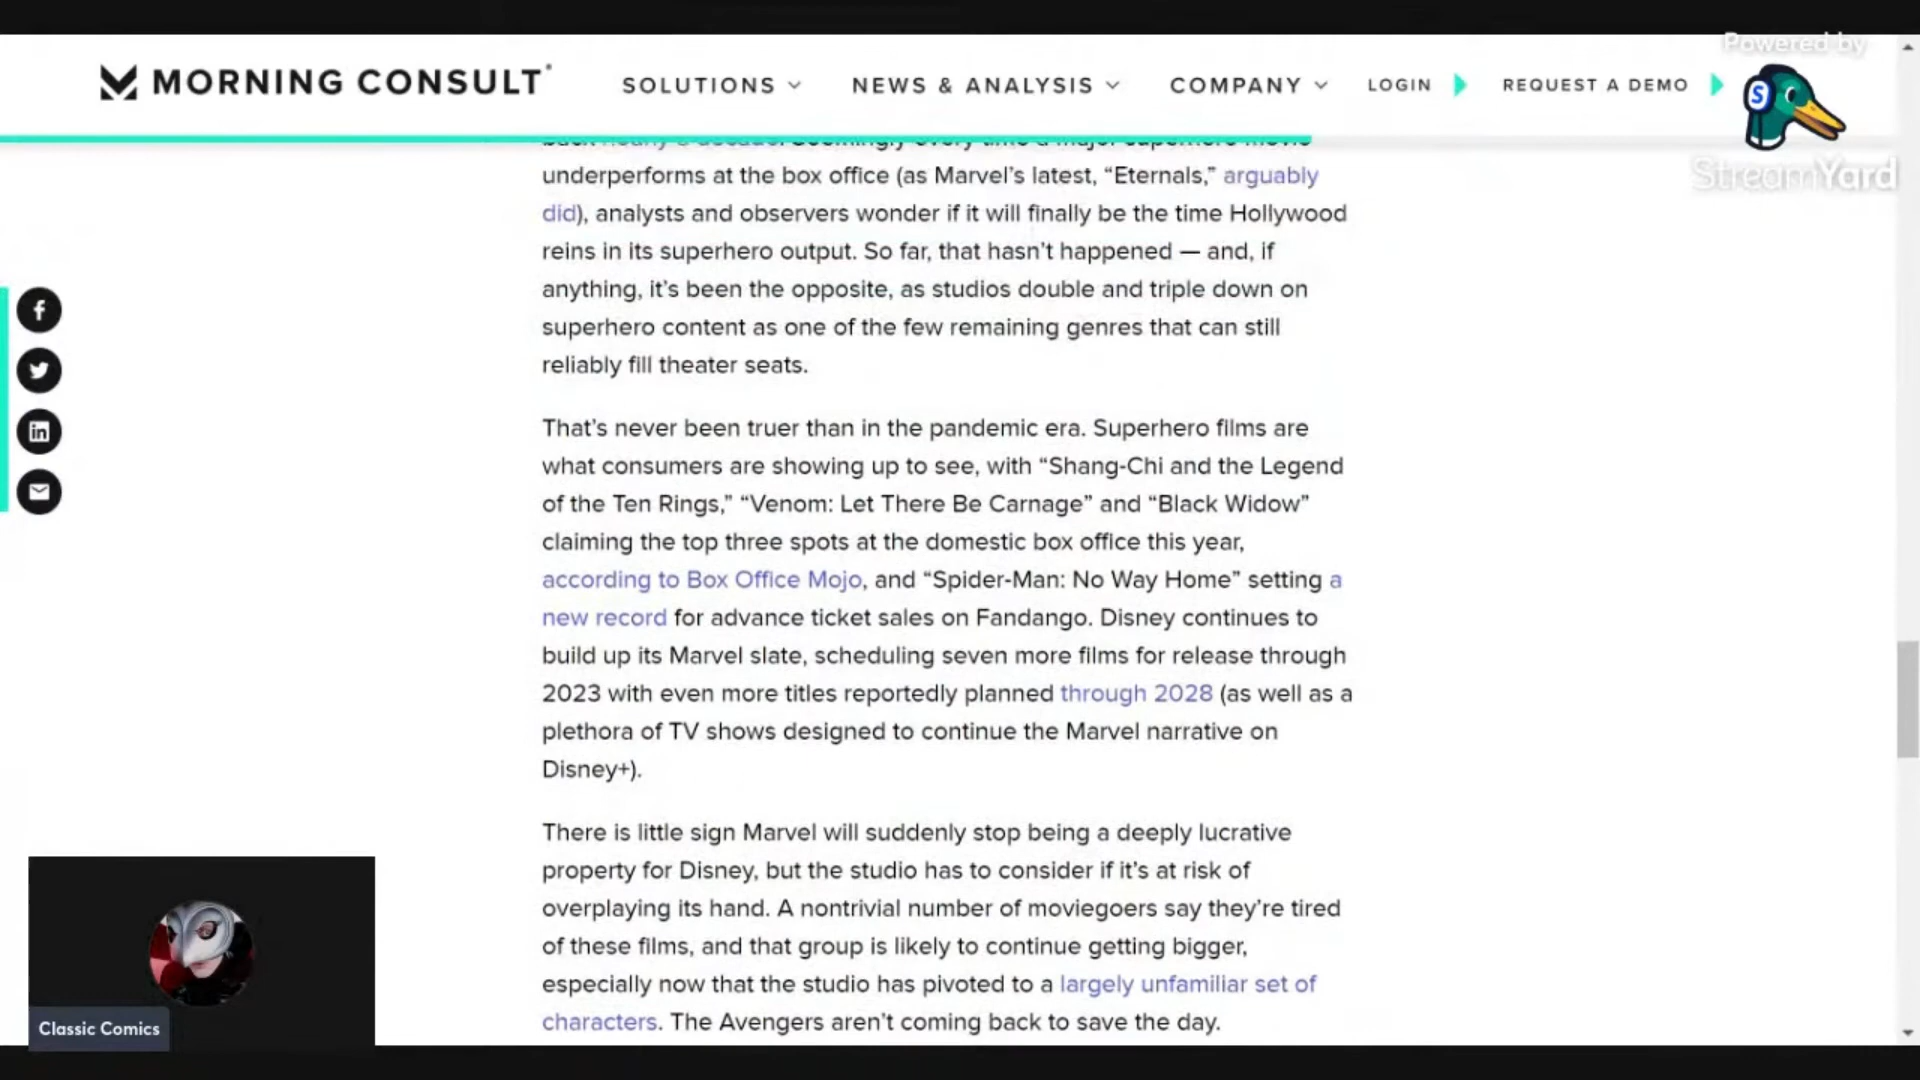 Powered by
MORNING CONSULT
SOLUTIONS
NEWS & ANALYSIS
COMPANY
LOGIN
REQUEST A DEMO
StreamYard
underperforms at the box office (as Marvel’s latest, “Eternals,” arguably
did), analysts and observers wonder if it will finally be the time Hollywood
reins in its superhero output. So far, that hasn’t happened — and, if
anything, it’s been the opposite, as studios double and triple down on
superhero content as one of the few remaining genres that can still
reliably fill theater seats.
That’s never been truer than in the pandemic era. Superhero films are
what consumers are showing up to see, with “Shang-Chi and the Legend
of the Ten Rings,” “Venom: Let There Be Carnage” and “Black Widow”
claiming the top three spots at the domestic box office this year,
according to Box Office Mojo, and “Spider-Man: No Way Home” setting a
new record for advance ticket sales on Fandango. Disney continues to
build up its Marvel slate, scheduling seven more films for release through
2023 with even more titles reportedly planned through 2028 (as well as a
plethora of TV shows designed to continue the Marvel narrative on
Disney+).
There is little sign Marvel will suddenly stop being a deeply lucrative
property for Disney, but the studio has to consider if it’s at risk of
overplaying its hand. A nontrivial number of moviegoers say they’re tired
of these films, and that group is likely to continue getting bigger,
especially now that the studio has pivoted to a largely unfamiliar set of
characters. The Avengers aren’t coming back to save the day.
Classic Comics